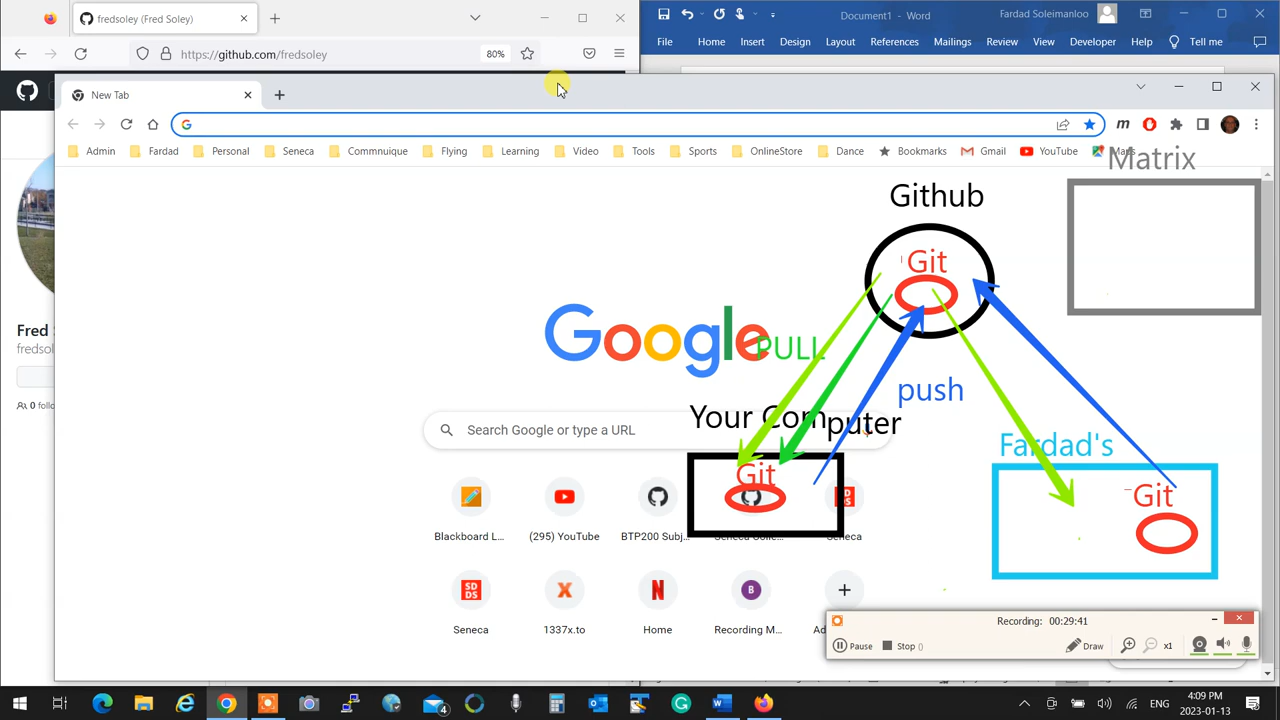 fredsoley (Fred Soley)
Document1 - Word
Fardad Soleimanloo
https://github.com/fredsoley
80%
File Home Insert Design Layout References Mailings Review View Developer Help Tell me
New Tab
Admin Fardad Personal Seneca Commnuique Flying Learning Video Tools Sports OnlineStore Dance Bookmarks Gmail YouTube
Matrix
Github
Git
Google
PULL
push
Your Computer
Search Google or type a URL
Fardad's
Git
Git
Fred
fredsole
0 follo
Blackboard L...
(295) YouTube
BTP200 Subj...
Seneca
Seneca
1337x.to
Home
Recording M...
Recording: 00:29:41
Pause
Stop ()
x1
Draw
4:09 PM
ENG
2023-01-13